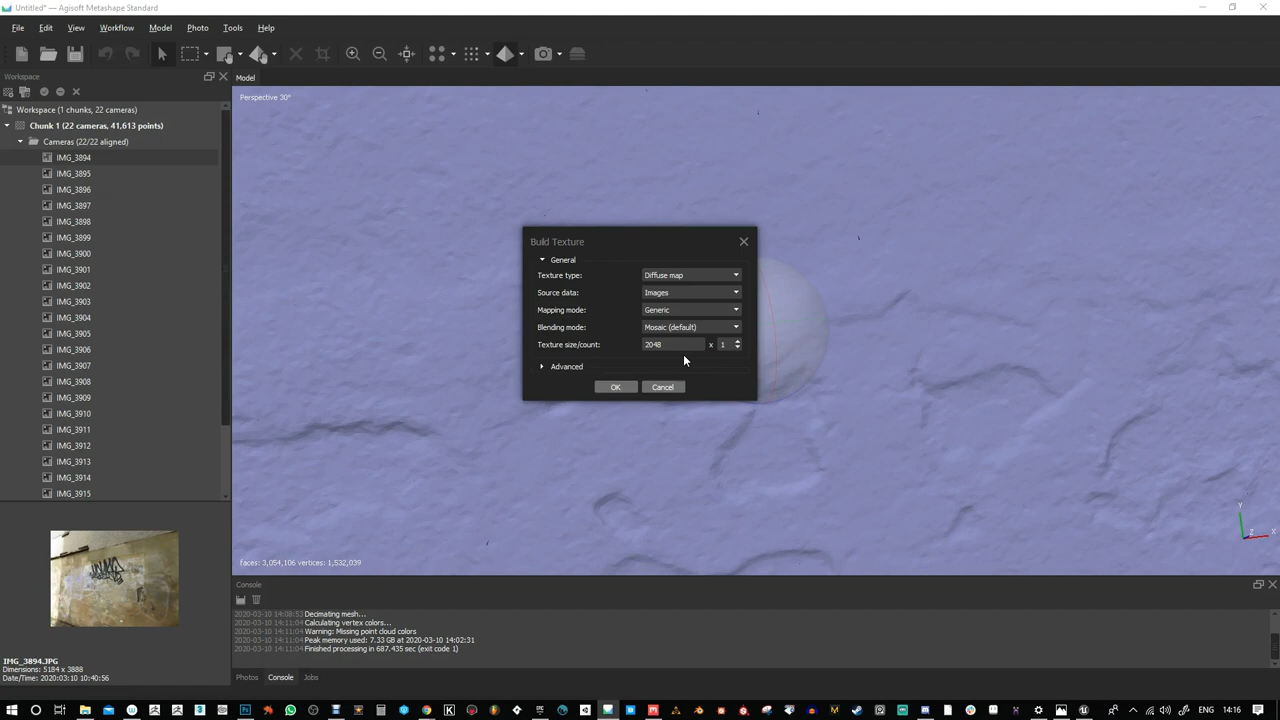 Untitled* — Agisoft Metashape Standard
File Edit View Workflow Model Photo Tools Help
Workspace
Model
Workspace (1 chunks, 22 cameras)
Chunk 1 (22 cameras, 41,613 points)
Cameras (22/22 aligned)
IMG_3894
IMG_3895
IMG_3896
IMG_3897
IMG_3898
IMG_3899
IMG_3900
IMG_3901
IMG_3902
IMG_3903
IMG_3904
IMG_3905
IMG_3906
IMG_3907
IMG_3908
IMG_3909
IMG_3910
IMG_3911
IMG_3912
IMG_3913
IMG_3914
IMG_3915
Perspective 30°
Build Texture
General
Texture type: Diffuse map
Source data: Images
Mapping mode: Generic
Blending mode: Mosaic (default)
Texture size/count: 2048 x 1
Advanced
OK Cancel
Y
Z X
faces: 3,054,106 vertices: 1,532,039
Console
2020-03-10 14:08:53 Decimating mesh...
2020-03-10 14:11:04 Calculating vertex colors...
2020-03-10 14:11:04 Warning: Missing point cloud colors
2020-03-10 14:11:04 Peak memory used: 7.33 GB at 2020-03-10 14:02:31
2020-03-10 14:11:04 Finished processing in 687.435 sec (exit code 1)
IMG_3894.JPG
Dimensions: 5184 x 3888
Date/Time: 2020:03:10 10:40:56
Photos Console Jobs
ENG 14:16